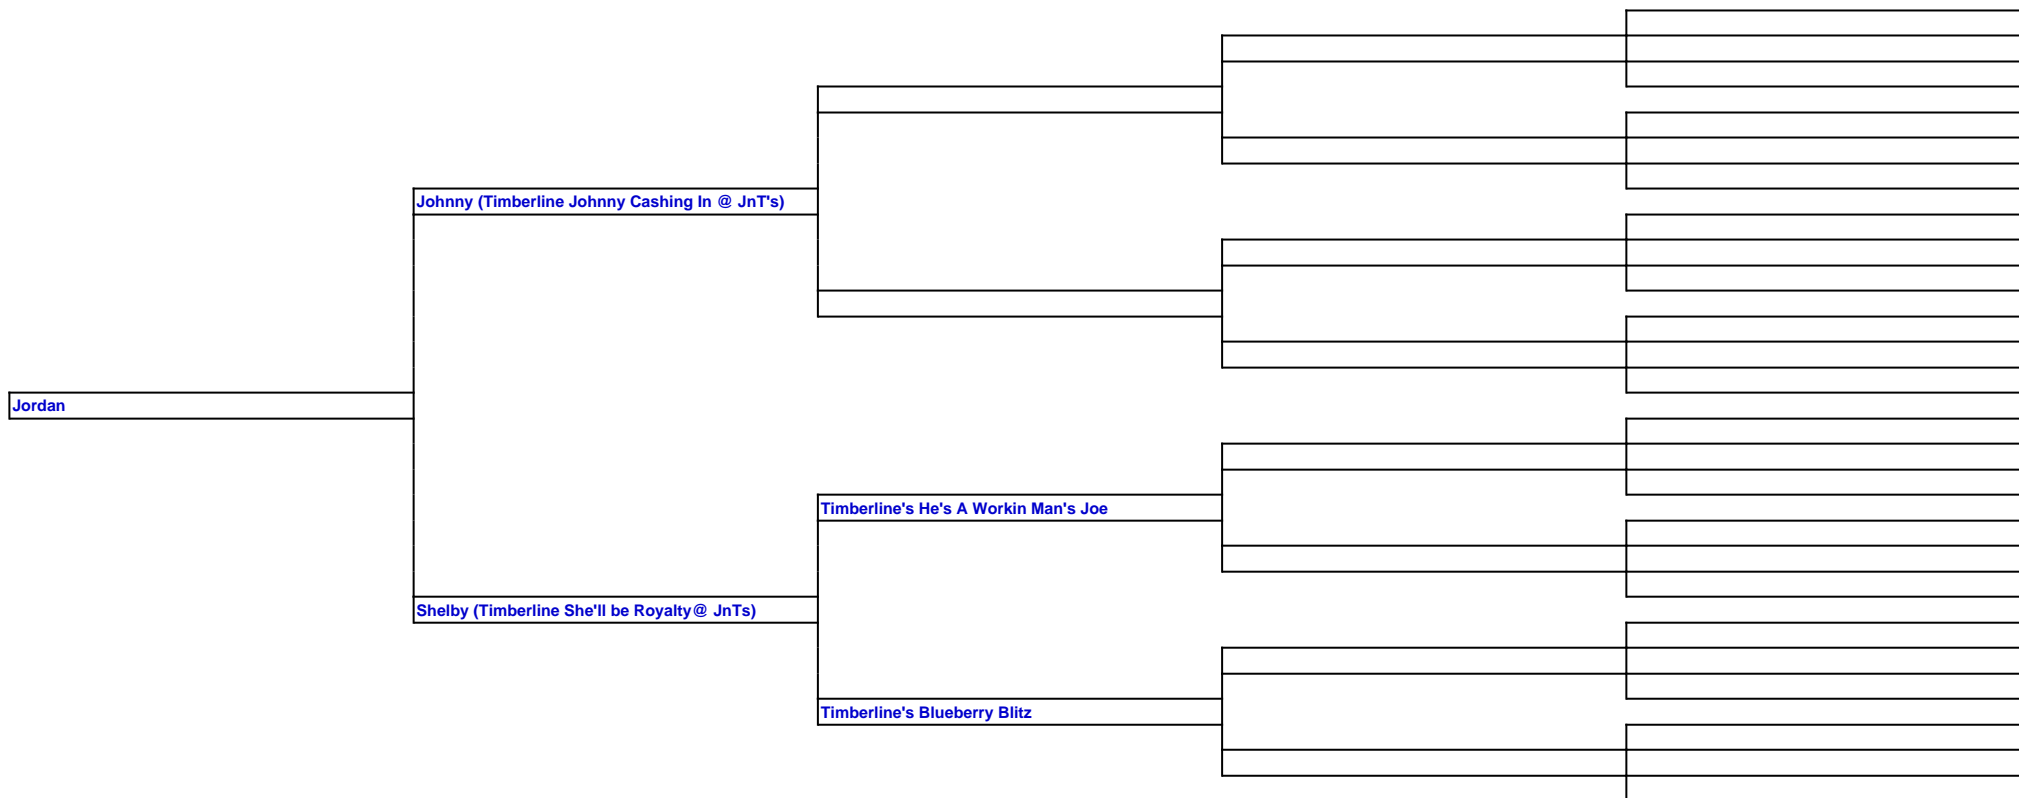 Johnny (Timberline Johnny Cashing In @ JnT's)
Jordan
Timberline's He's A Workin Man's Joe
Shelby (Timberline She'll be Royalty@ JnTs)
Timberline's Blueberry Blitz